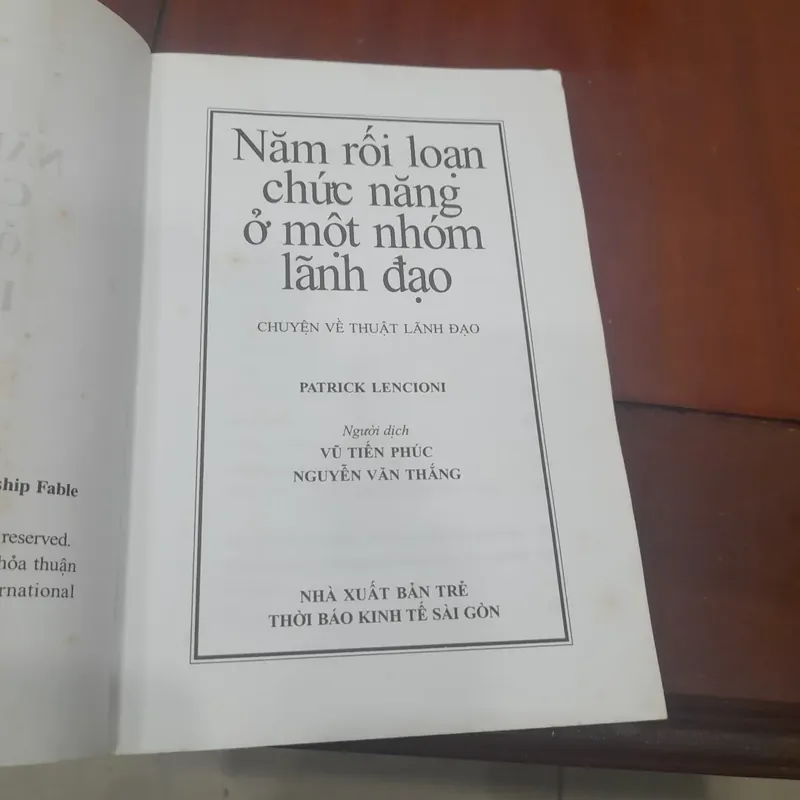 ship Fable
reserved.
hỏa thuận
rnational
Năm rối loạn
chức năng
ở một nhóm
lãnh đạo
CHUYỆN VỀ THUẬT LÃNH ĐẠO
PATRICK LENCIONI
Người dịch
VŨ TIẾN PHÚC
NGUYỄN VĂN THẮNG
NHÀ XUẤT BẢN TRẺ
THỜI BÁO KINH TẾ SÀI GÒN